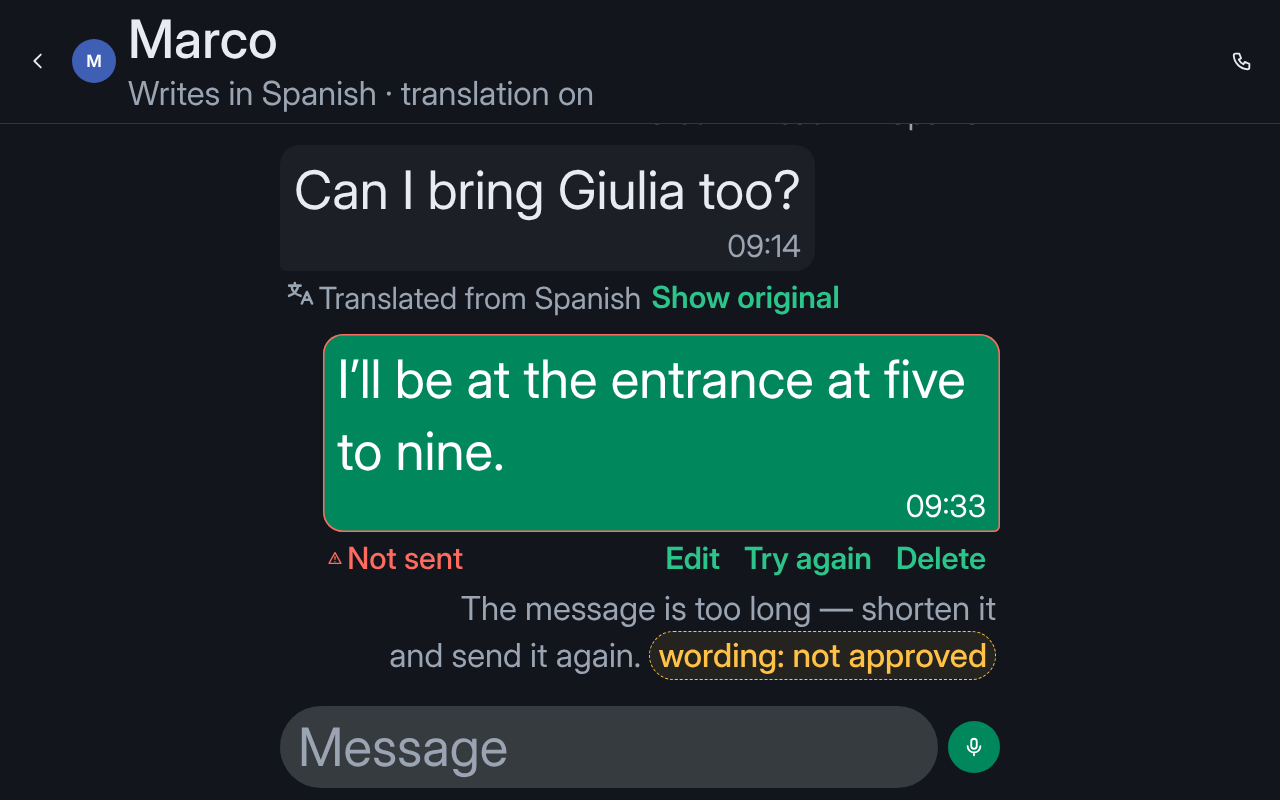 M
Marco
Writes in Spanish · translation on
Can I bring Giulia too?
09:14
Translated from Spanish Show original
I’ll be at the entrance at five
to nine.
09:33
Not sent Edit Try again Delete
The message is too long — shorten it
and send it again. wording: not approved
Message